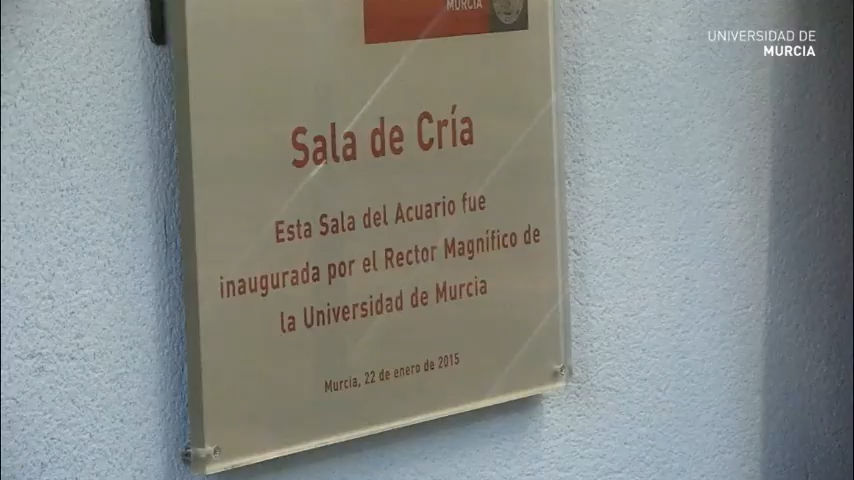 MURCIA
UNIVERSIDAD DE
MURCIA
Sala de Cría
Esta Sala del Acuario fue
inaugurada por el Rector Magnífico de
la Universidad de Murcia
Murcia, 22 de enero de 2015